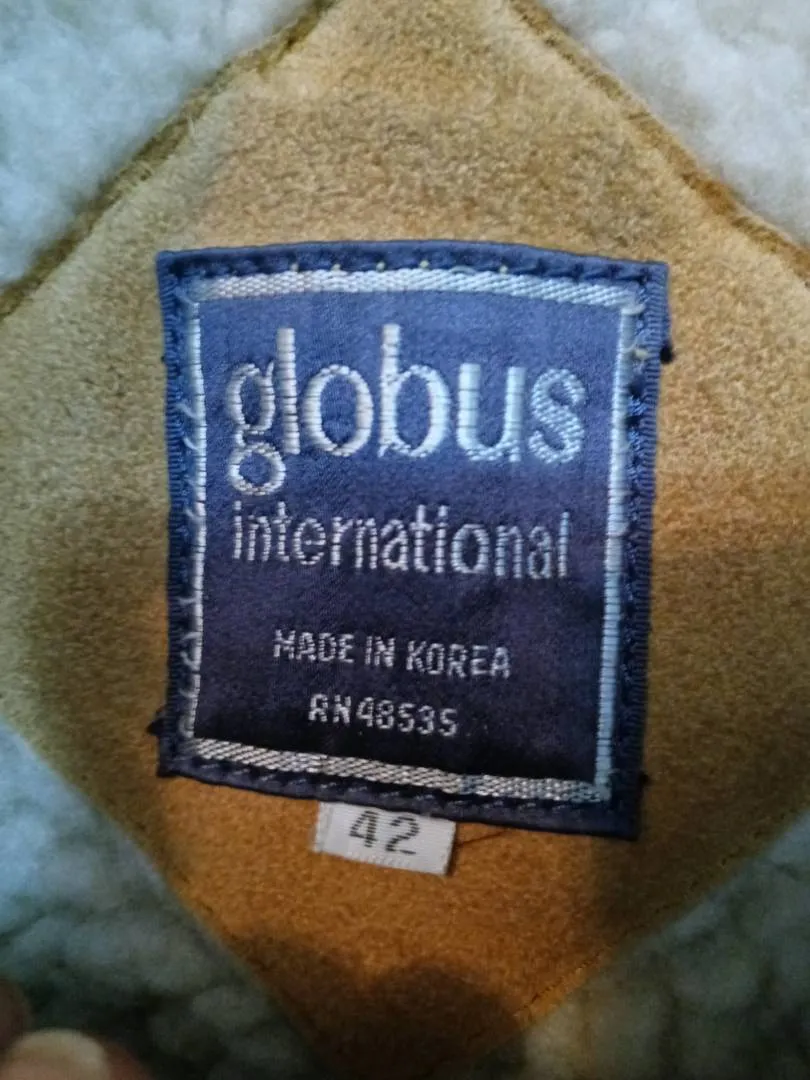 globus
international
MADE IN KOREA
RN48535
42